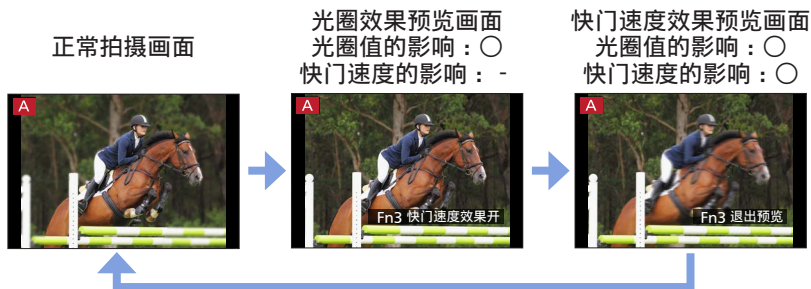 正常拍摄画面
光圈效果预览画面
光圈值的影响：○
快门速度的影响： -
快门速度效果预览画面
光圈值的影响：○
快门速度的影响：○
A
A
Fn3 快门速度效果开
A
Fn3 退出预览